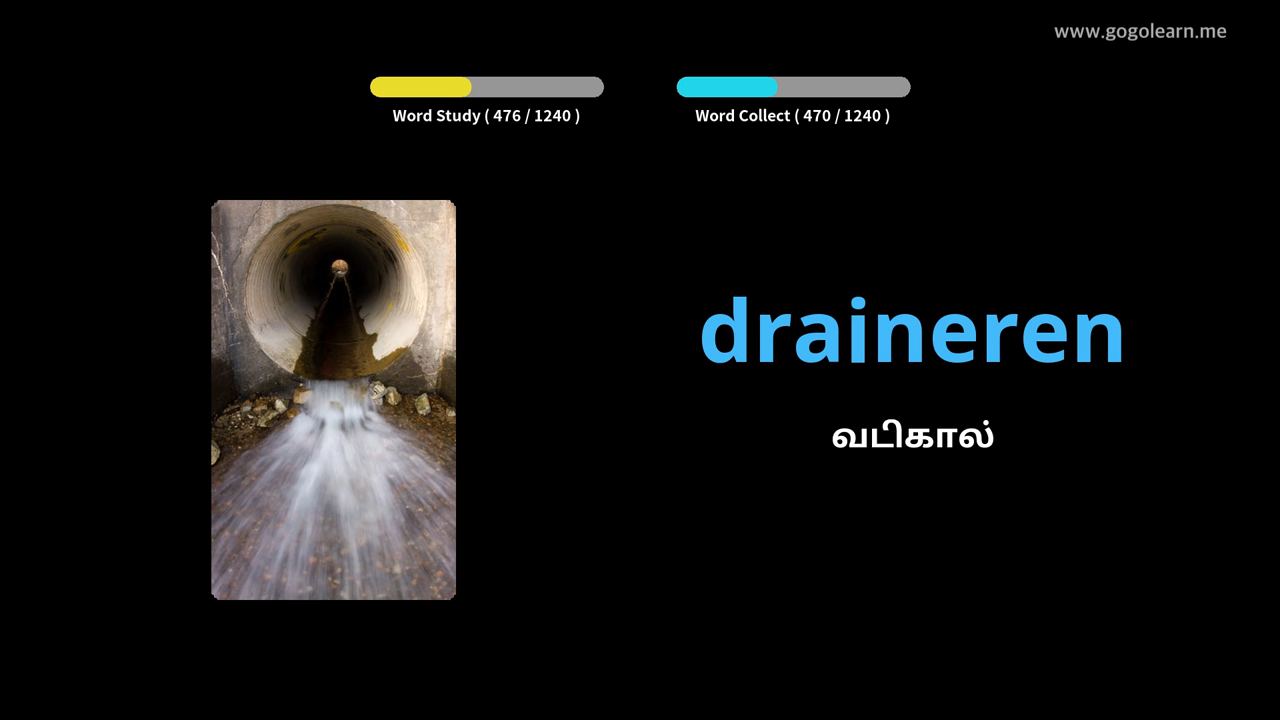 www.gogolearn.me
Word Study ( 476 / 1240 )
Word Collect ( 470 / 1240 )
draineren
வடிகால்